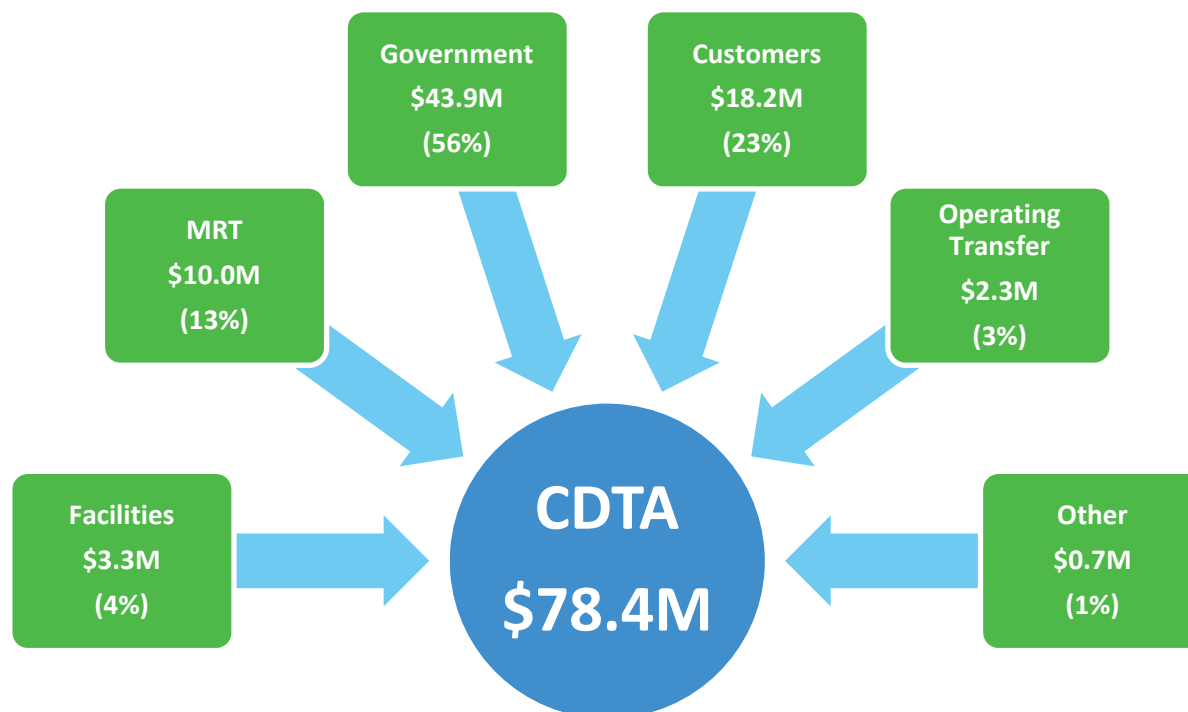 Government
$43.9M
(56%)
Customers
$18.2M
(23%)
MRT
$10.0M
(13%)
Operating
Transfer
$2.3M
(3%)
Facilities
$3.3M
(4%)
CDTA
$78.4M
Other
$0.7M
(1%)